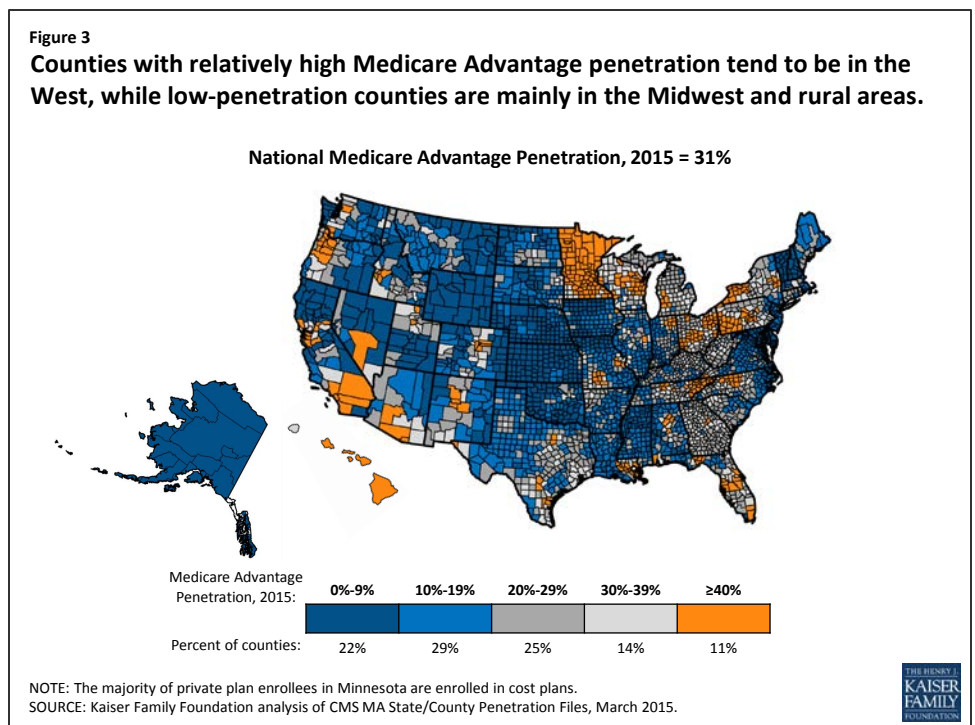 Figure 3
Counties with relatively high Medicare Advantage penetration tend to be in the
West, while low-penetration counties are mainly in the Midwest and rural areas.
National Medicare Advantage Penetration, 2015 = 31%
Medicare Advantage
Penetration, 2015:
0%-9% 10%-19% 20%-29% 30%-39% ≥40%
Percent of counties: 22% 29% 25% 14% 11%
NOTE: The majority of private plan enrollees in Minnesota are enrolled in cost plans.
SOURCE: Kaiser Family Foundation analysis of CMS MA State/County Penetration Files, March 2015.
THE HENRY J.
KAISER
FAMILY
FOUNDATION